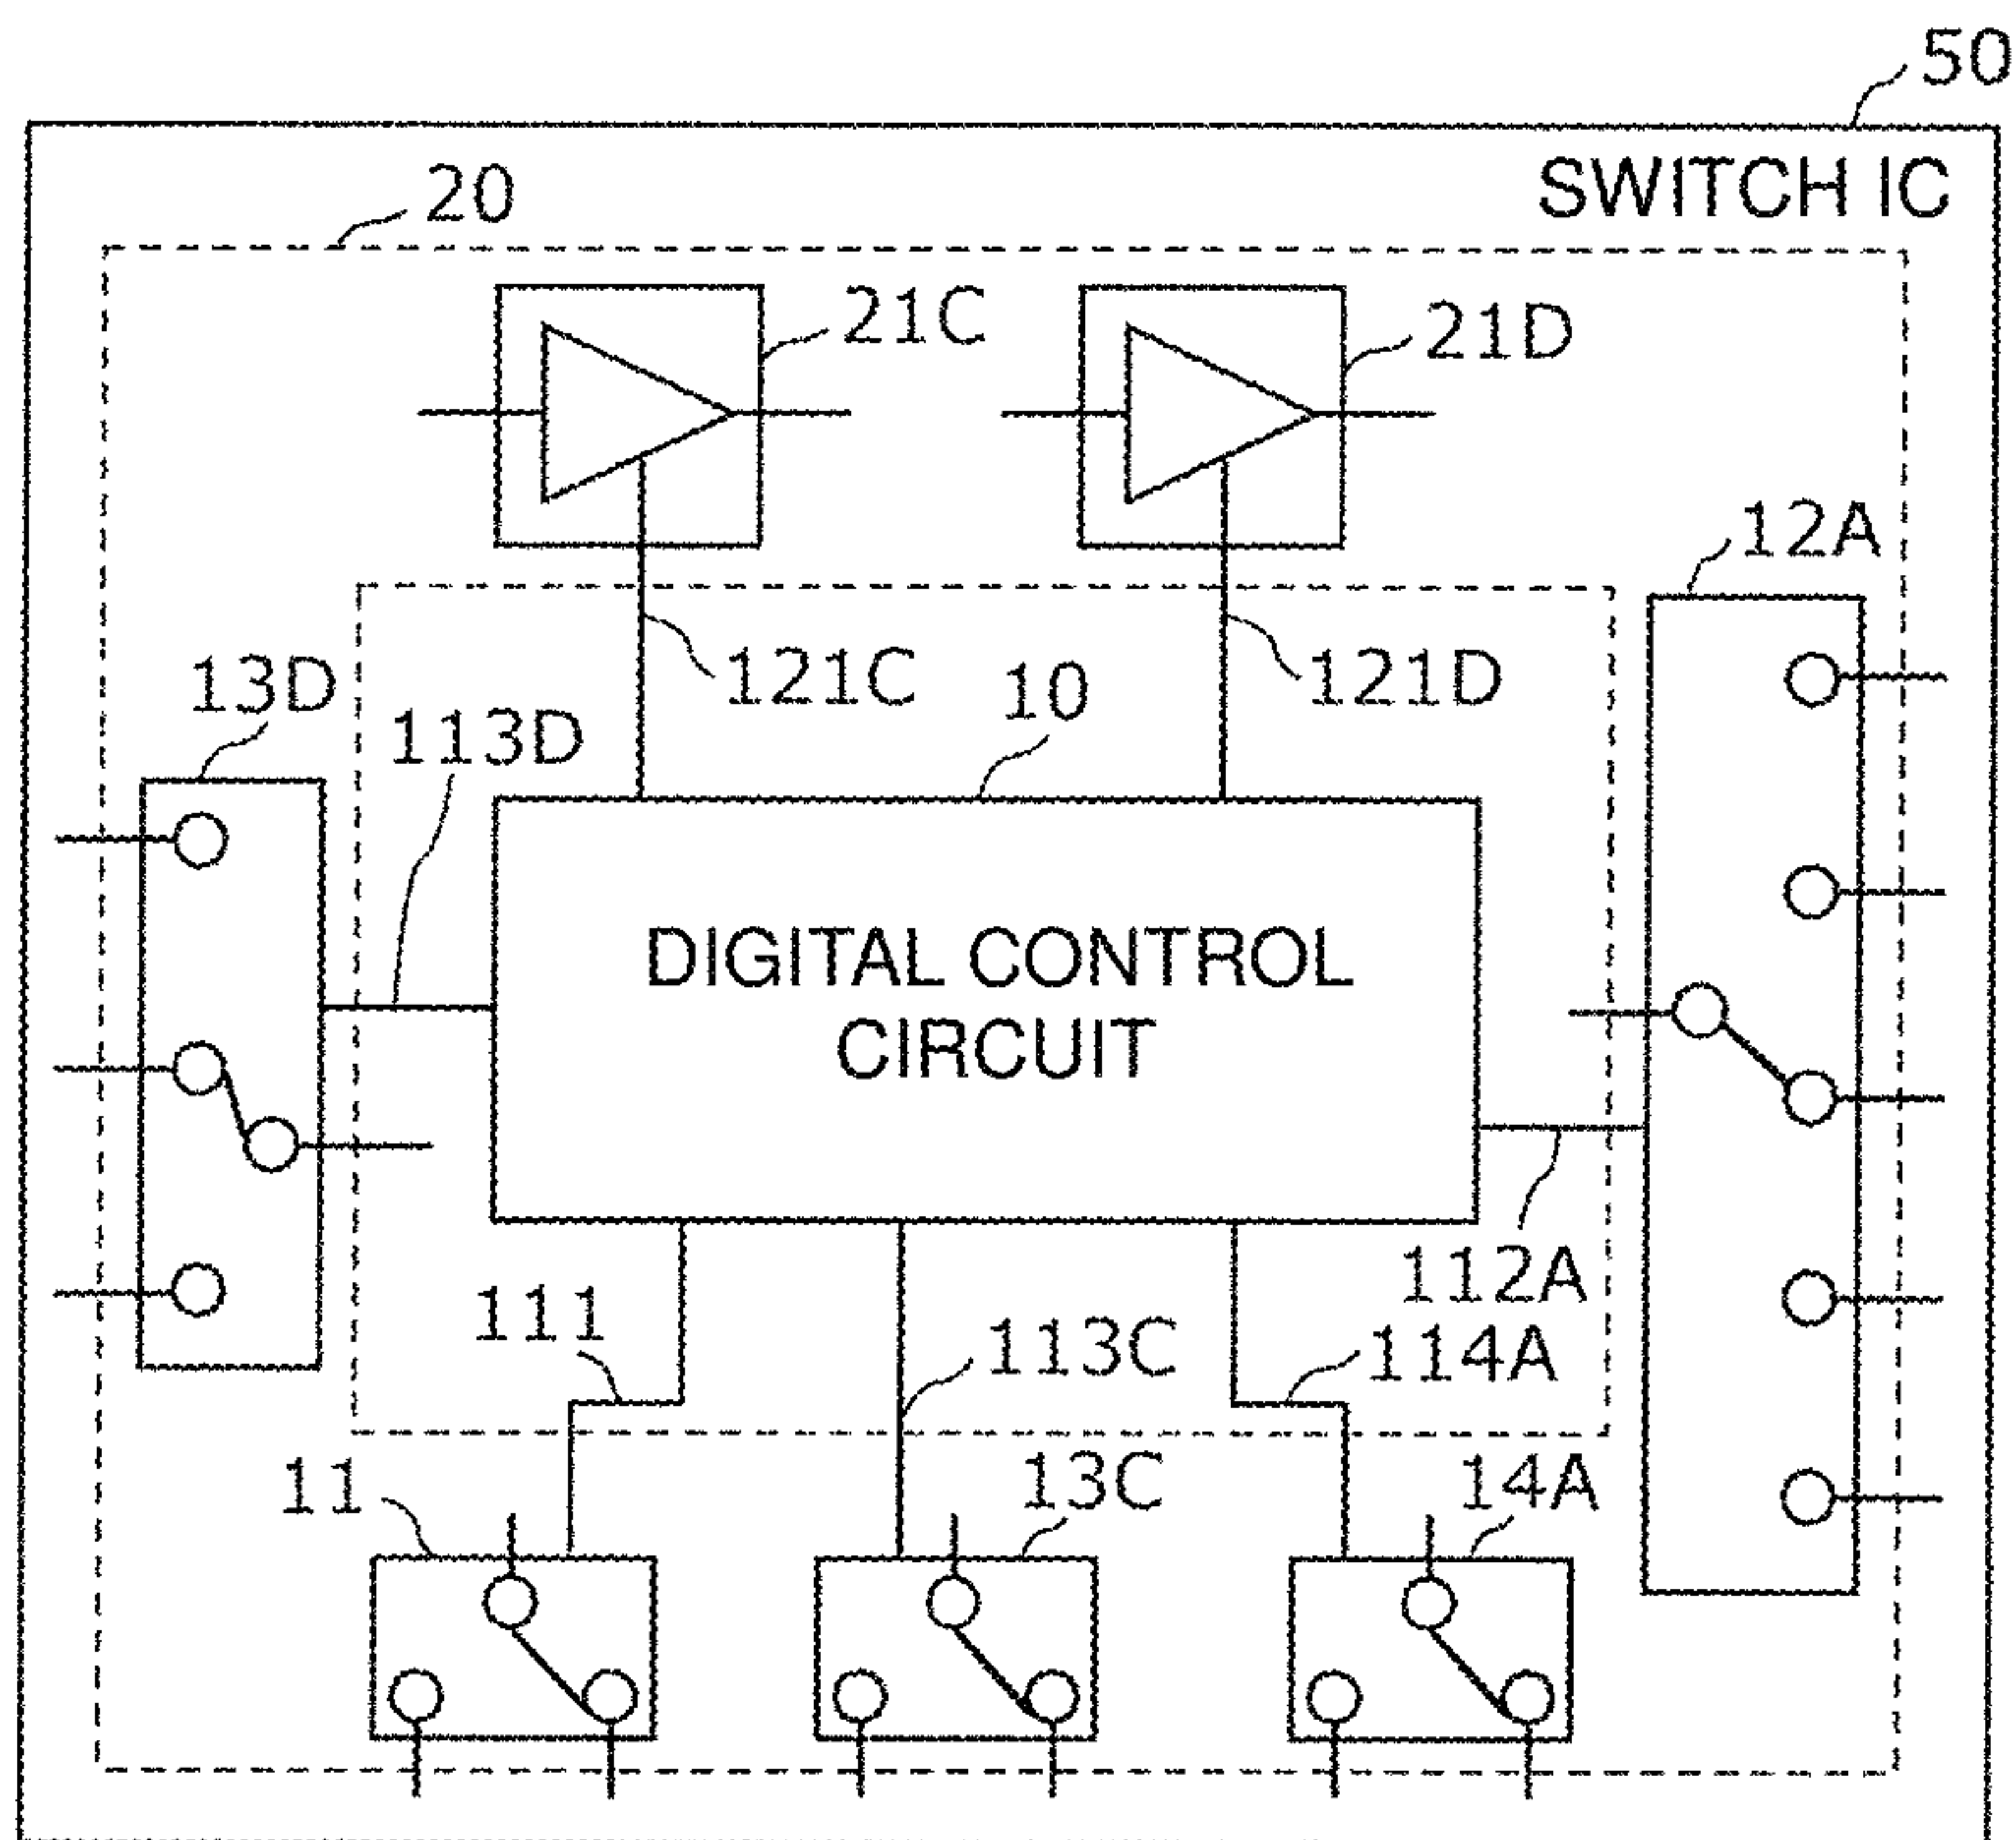 50
SWITCH IC
20
21C
21D
12A
121C
10
121D
13D
113D
DIGITAL CONTROL
CIRCUIT
112A
111
113C
114A
11
13C
14A